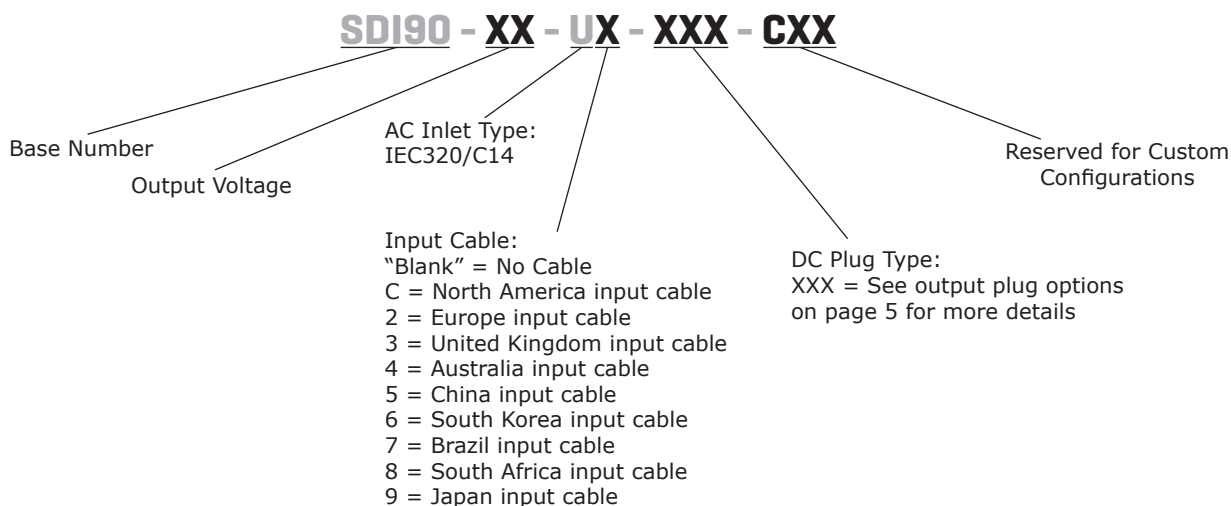 SDI90 - XX - UX - XXX - CXX
Base Number
Output Voltage
AC Inlet Type:
IEC320/C14
Input Cable:
“Blank” = No Cable
C = North America input cable
2 = Europe input cable
3 = United Kingdom input cable
4 = Australia input cable
5 = China input cable
6 = South Korea input cable
7 = Brazil input cable
8 = South Africa input cable
9 = Japan input cable
DC Plug Type:
XXX = See output plug options
on page 5 for more details
Reserved for Custom
Configurations